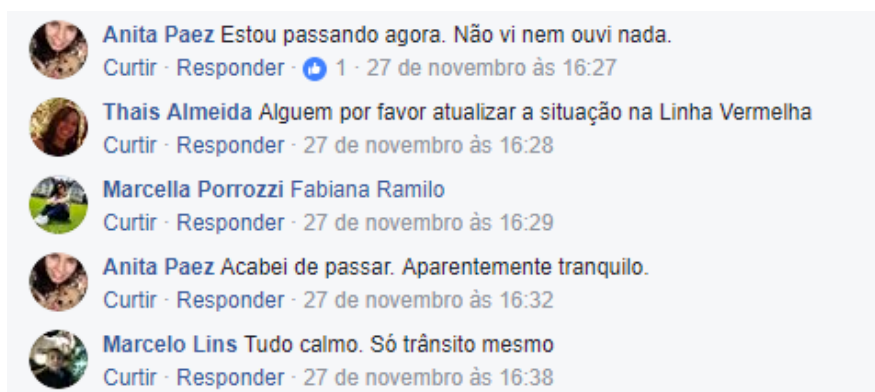 Anita Paez Estou passando agora. Não vi nem ouvi nada.
Curtir · Responder · 1 · 27 de novembro às 16:27
Thais Almeida Alguem por favor atualizar a situação na Linha Vermelha
Curtir · Responder · 27 de novembro às 16:28
Marcella Porrozzi Fabiana Ramilo
Curtir · Responder · 27 de novembro às 16:29
Anita Paez Acabei de passar. Aparentemente tranquilo.
Curtir · Responder · 27 de novembro às 16:32
Marcelo Lins Tudo calmo. Só trânsito mesmo
Curtir · Responder · 27 de novembro às 16:38